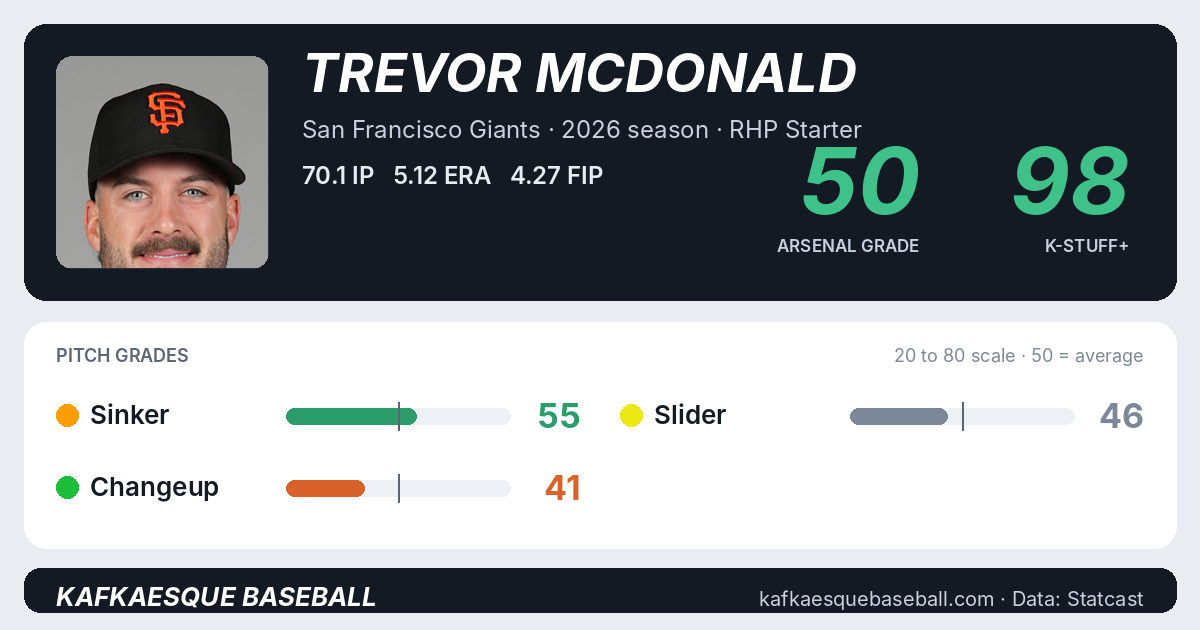 TREVOR MCDONALD
San Francisco Giants · 2026 season · RHP Starter
70.1 IP 5.12 ERA 4.27 FIP
50 98
ARSENAL GRADE K-STUFF+
SF
PITCH GRADES 20 to 80 scale · 50 = average
Sinker 55 Slider 46
Changeup 41
KAFKAESQUE BASEBALL kafkaesquebaseball.com · Data: Statcast